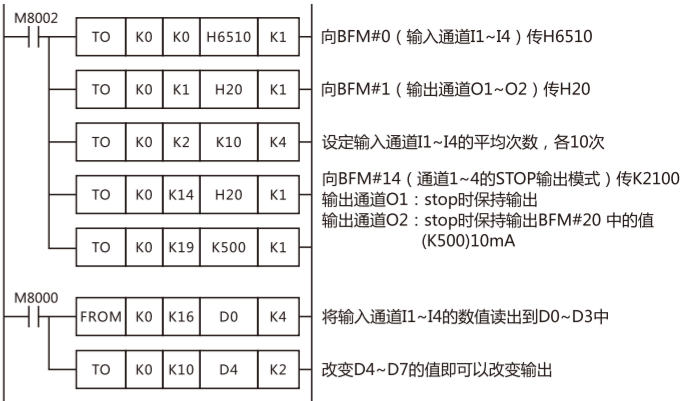 M8002
TO K0 K0 H6510 K1 向BFM#0（输入通道I1~I4）传H6510
TO K0 K1 H20 K1 向BFM#1（输出通道O1~O2）传H20
TO K0 K2 K10 K4 设定输入通道I1~I4的平均次数，各10次
TO K0 K14 H20 K1 向BFM#14（通道1~4的STOP输出模式）传K2100
输出通道O1：stop时保持输出
输出通道O2：stop时保持输出BFM#20 中的值
(K500)10mA
TO K0 K19 K500 K1
M8000
FROM K0 K16 D0 K4 将输入通道I1~I4的数值读出到D0~D3中
TO K0 K10 D4 K2 改变D4~D7的值即可以改变输出